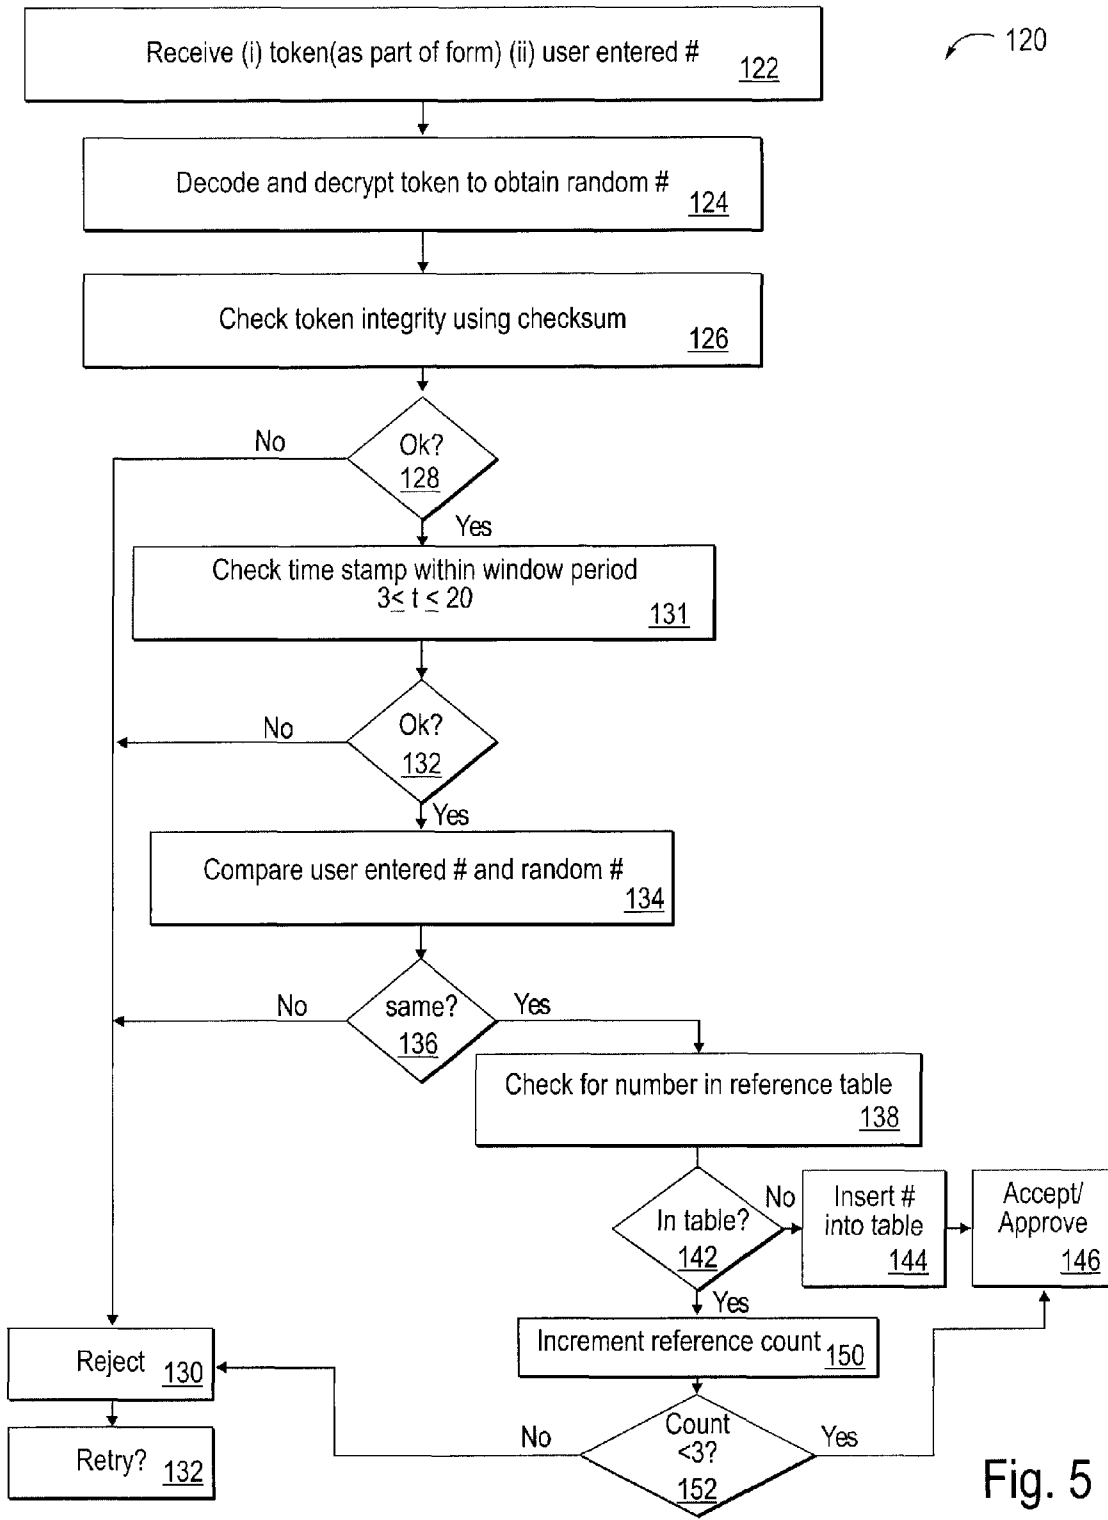 120
Receive (i) token(as part of form) (ii) user entered #
122
Decode and decrypt token to obtain random #
124
Check token integrity using checksum
126
Ok?
128
No
Yes
Check time stamp within window period
3≤ t ≤ 20
131
Ok?
132
No
Yes
Compare user entered # and random #
134
same?
136
No
Yes
Check for number in reference table
138
In table?
142
No
Insert #
into table
144
Accept/
Approve
146
Yes
Increment reference count
150
Count
<3?
152
No
Yes
Reject
130
Retry?
132
Fig. 5